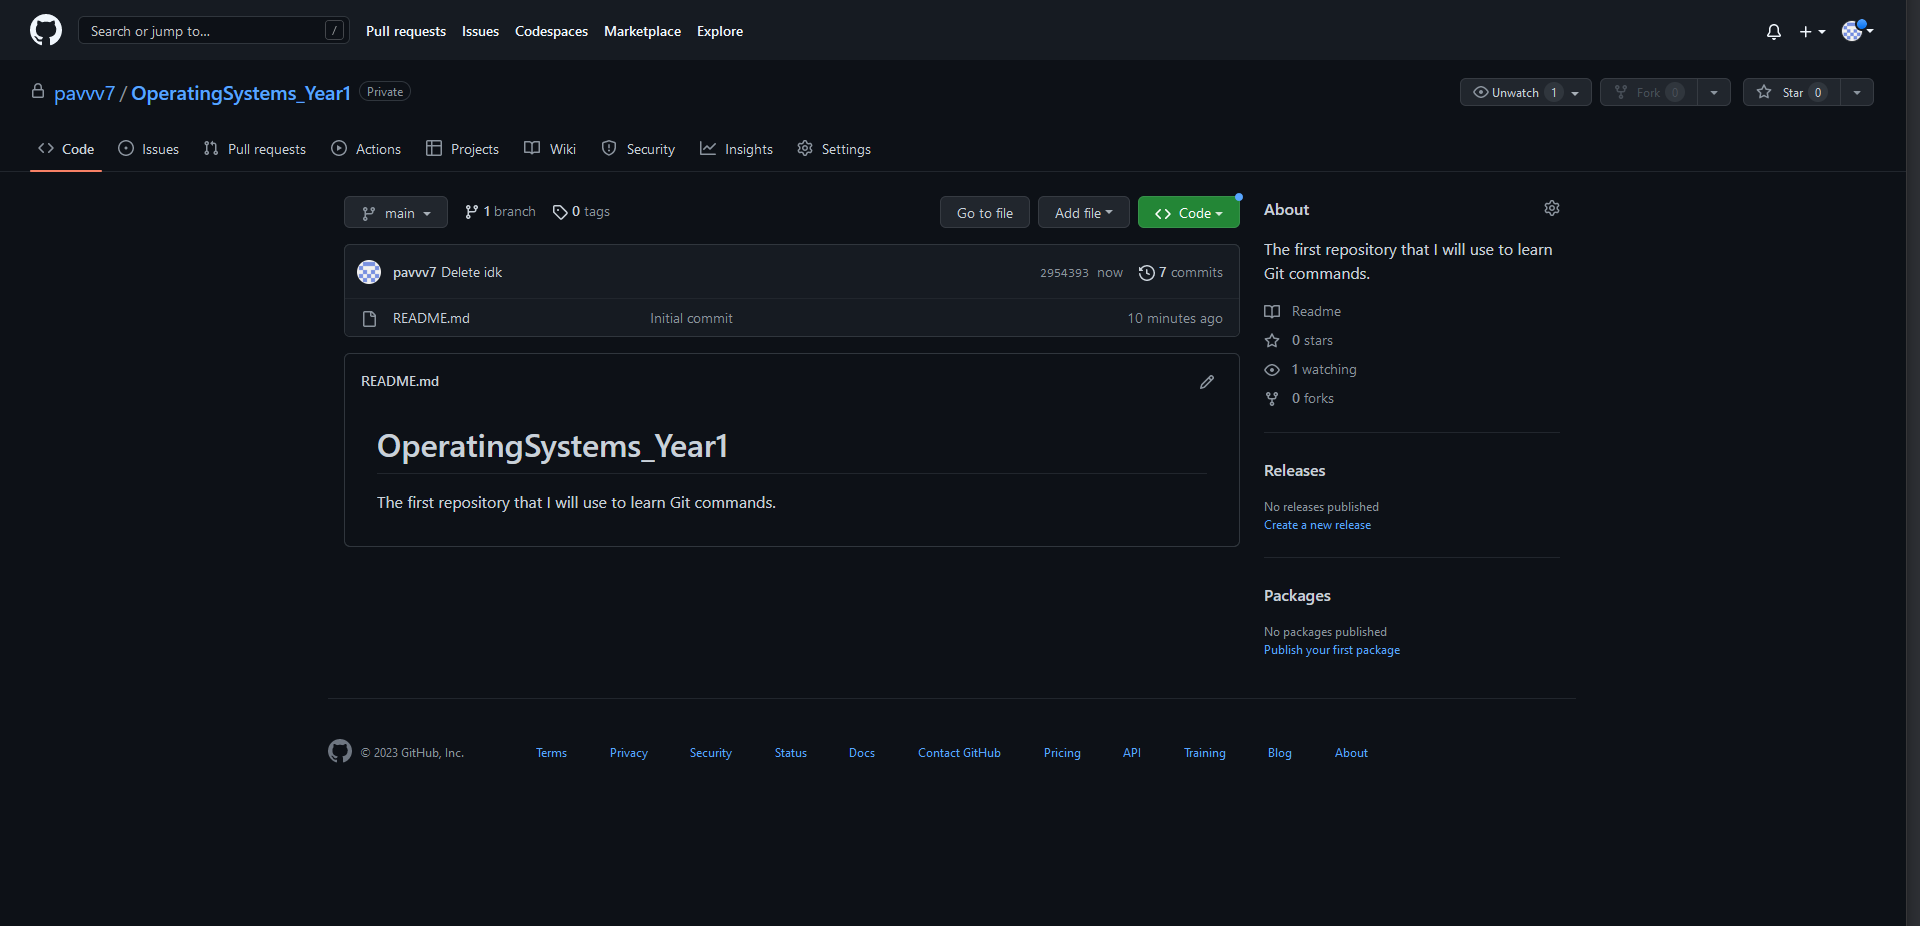 Search or jump to... /
Pull requests Issues Codespaces Marketplace Explore
pavvv7 / OperatingSystems_Year1 Private
Unwatch 1 Fork 0 Star 0
Code Issues Pull requests Actions Projects Wiki Security Insights Settings
main 1 branch 0 tags
Go to file Add file Code
pavvv7 Delete idk 2954393 now 7 commits
README.md Initial commit 10 minutes ago
README.md
OperatingSystems_Year1
The first repository that I will use to learn Git commands.
About
The first repository that I will use to learn
Git commands.
Readme
0 stars
1 watching
0 forks
Releases
No releases published
Create a new release
Packages
No packages published
Publish your first package
© 2023 GitHub, Inc. Terms Privacy Security Status Docs Contact GitHub Pricing API Training Blog About